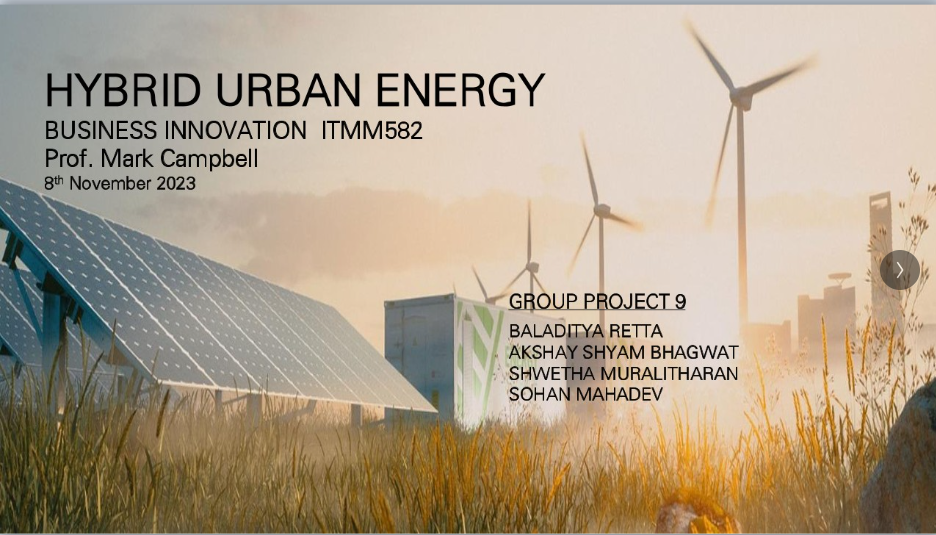 HYBRID URBAN ENERGY
BUSINESS INNOVATION ITMM582
Prof. Mark Campbell
8th November 2023
GROUP PROJECT 9
BALADITYA RETTA
AKSHAY SHYAM BHAGWAT
SHWETHA MURALITHARAN
SOHAN MAHADEV